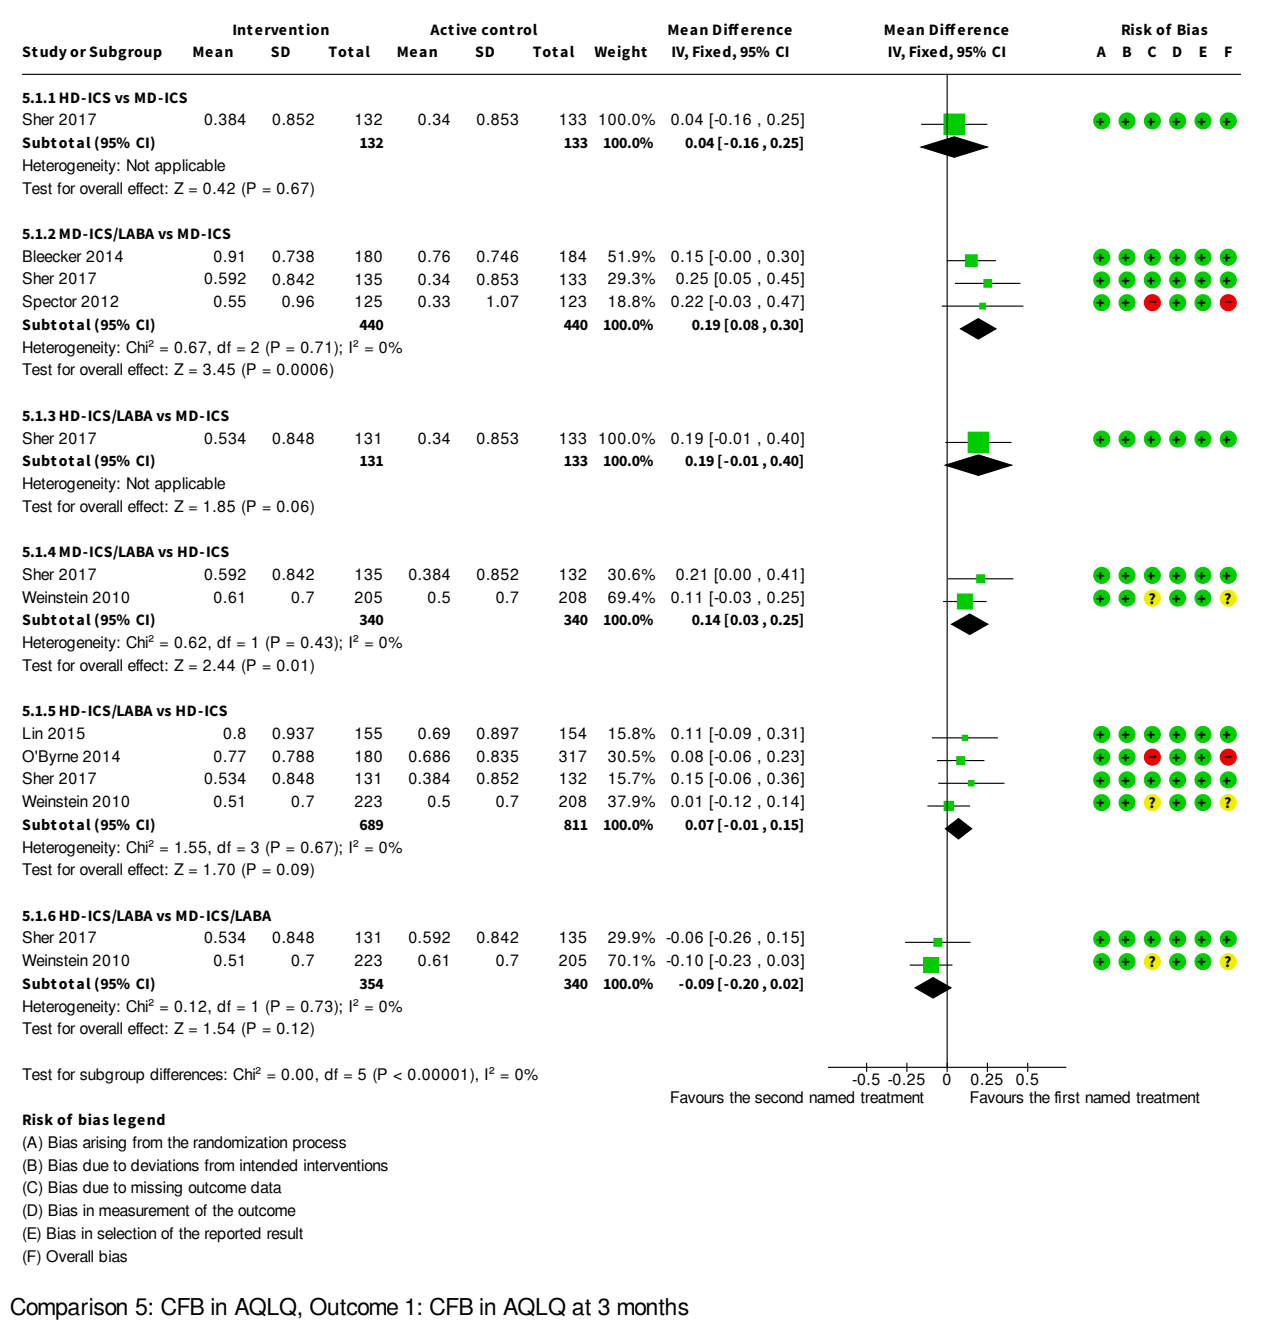 Intervention Active control Mean Difference Mean Difference Risk of Bias
Study or Subgroup Mean SD Total Mean SD Total Weight IV, Fixed, 95% CI IV, Fixed, 95% CI A B C D E F
5.1.1 HD-ICS vs MD-ICS
Sher 2017 0.384 0.852 132 0.34 0.853 133 100.0% 0.04 [-0.16 , 0.25] + + + + + +
Subtotal (95% CI) 132 133 100.0% 0.04 [-0.16 , 0.25]
Heterogeneity: Not applicable
Test for overall effect: Z = 0.42 (P = 0.67)
5.1.2 MD-ICS/LABA vs MD-ICS
Bleecker 2014 0.91 0.738 180 0.76 0.746 184 51.9% 0.15 [-0.00 , 0.30] + + + + + +
Sher 2017 0.592 0.842 135 0.34 0.853 133 29.3% 0.25 [0.05 , 0.45] + + + + + +
Spector 2012 0.55 0.96 125 0.33 1.07 123 18.8% 0.22 [-0.03 , 0.47] + + − + + −
Subtotal (95% CI) 440 440 100.0% 0.19 [0.08 , 0.30]
Heterogeneity: Chi² = 0.67, df = 2 (P = 0.71); I² = 0%
Test for overall effect: Z = 3.45 (P = 0.0006)
5.1.3 HD-ICS/LABA vs MD-ICS
Sher 2017 0.534 0.848 131 0.34 0.853 133 100.0% 0.19 [-0.01 , 0.40] + + + + + +
Subtotal (95% CI) 131 133 100.0% 0.19 [-0.01 , 0.40]
Heterogeneity: Not applicable
Test for overall effect: Z = 1.85 (P = 0.06)
5.1.4 MD-ICS/LABA vs HD-ICS
Sher 2017 0.592 0.842 135 0.384 0.852 132 30.6% 0.21 [0.00 , 0.41] + + + + + +
Weinstein 2010 0.61 0.7 205 0.5 0.7 208 69.4% 0.11 [-0.03 , 0.25] + + ? + + ?
Subtotal (95% CI) 340 340 100.0% 0.14 [0.03 , 0.25]
Heterogeneity: Chi² = 0.62, df = 1 (P = 0.43); I² = 0%
Test for overall effect: Z = 2.44 (P = 0.01)
5.1.5 HD-ICS/LABA vs HD-ICS
Lin 2015 0.8 0.937 155 0.69 0.897 154 15.8% 0.11 [-0.09 , 0.31] + + + + + +
O'Byrne 2014 0.77 0.788 180 0.686 0.835 317 30.5% 0.08 [-0.06 , 0.23] + + − + + −
Sher 2017 0.534 0.848 131 0.384 0.852 132 15.7% 0.15 [-0.06 , 0.36] + + + + + +
Weinstein 2010 0.51 0.7 223 0.5 0.7 208 37.9% 0.01 [-0.12 , 0.14] + + ? + + ?
Subtotal (95% CI) 689 811 100.0% 0.07 [-0.01 , 0.15]
Heterogeneity: Chi² = 1.55, df = 3 (P = 0.67); I² = 0%
Test for overall effect: Z = 1.70 (P = 0.09)
5.1.6 HD-ICS/LABA vs MD-ICS/LABA
Sher 2017 0.534 0.848 131 0.592 0.842 135 29.9% -0.06 [-0.26 , 0.15] + + + + + +
Weinstein 2010 0.51 0.7 223 0.61 0.7 205 70.1% -0.10 [-0.23 , 0.03] + + ? + + ?
Subtotal (95% CI) 354 340 100.0% -0.09 [-0.20 , 0.02]
Heterogeneity: Chi² = 0.12, df = 1 (P = 0.73); I² = 0%
Test for overall effect: Z = 1.54 (P = 0.12)
Test for subgroup differences: Chi² = 0.00, df = 5 (P < 0.00001), I² = 0%
-0.5 -0.25 0 0.25 0.5
Favours the second named treatment Favours the first named treatment
Risk of bias legend
(A) Bias arising from the randomization process
(B) Bias due to deviations from intended interventions
(C) Bias due to missing outcome data
(D) Bias in measurement of the outcome
(E) Bias in selection of the reported result
(F) Overall bias
Comparison 5: CFB in AQLQ, Outcome 1: CFB in AQLQ at 3 months